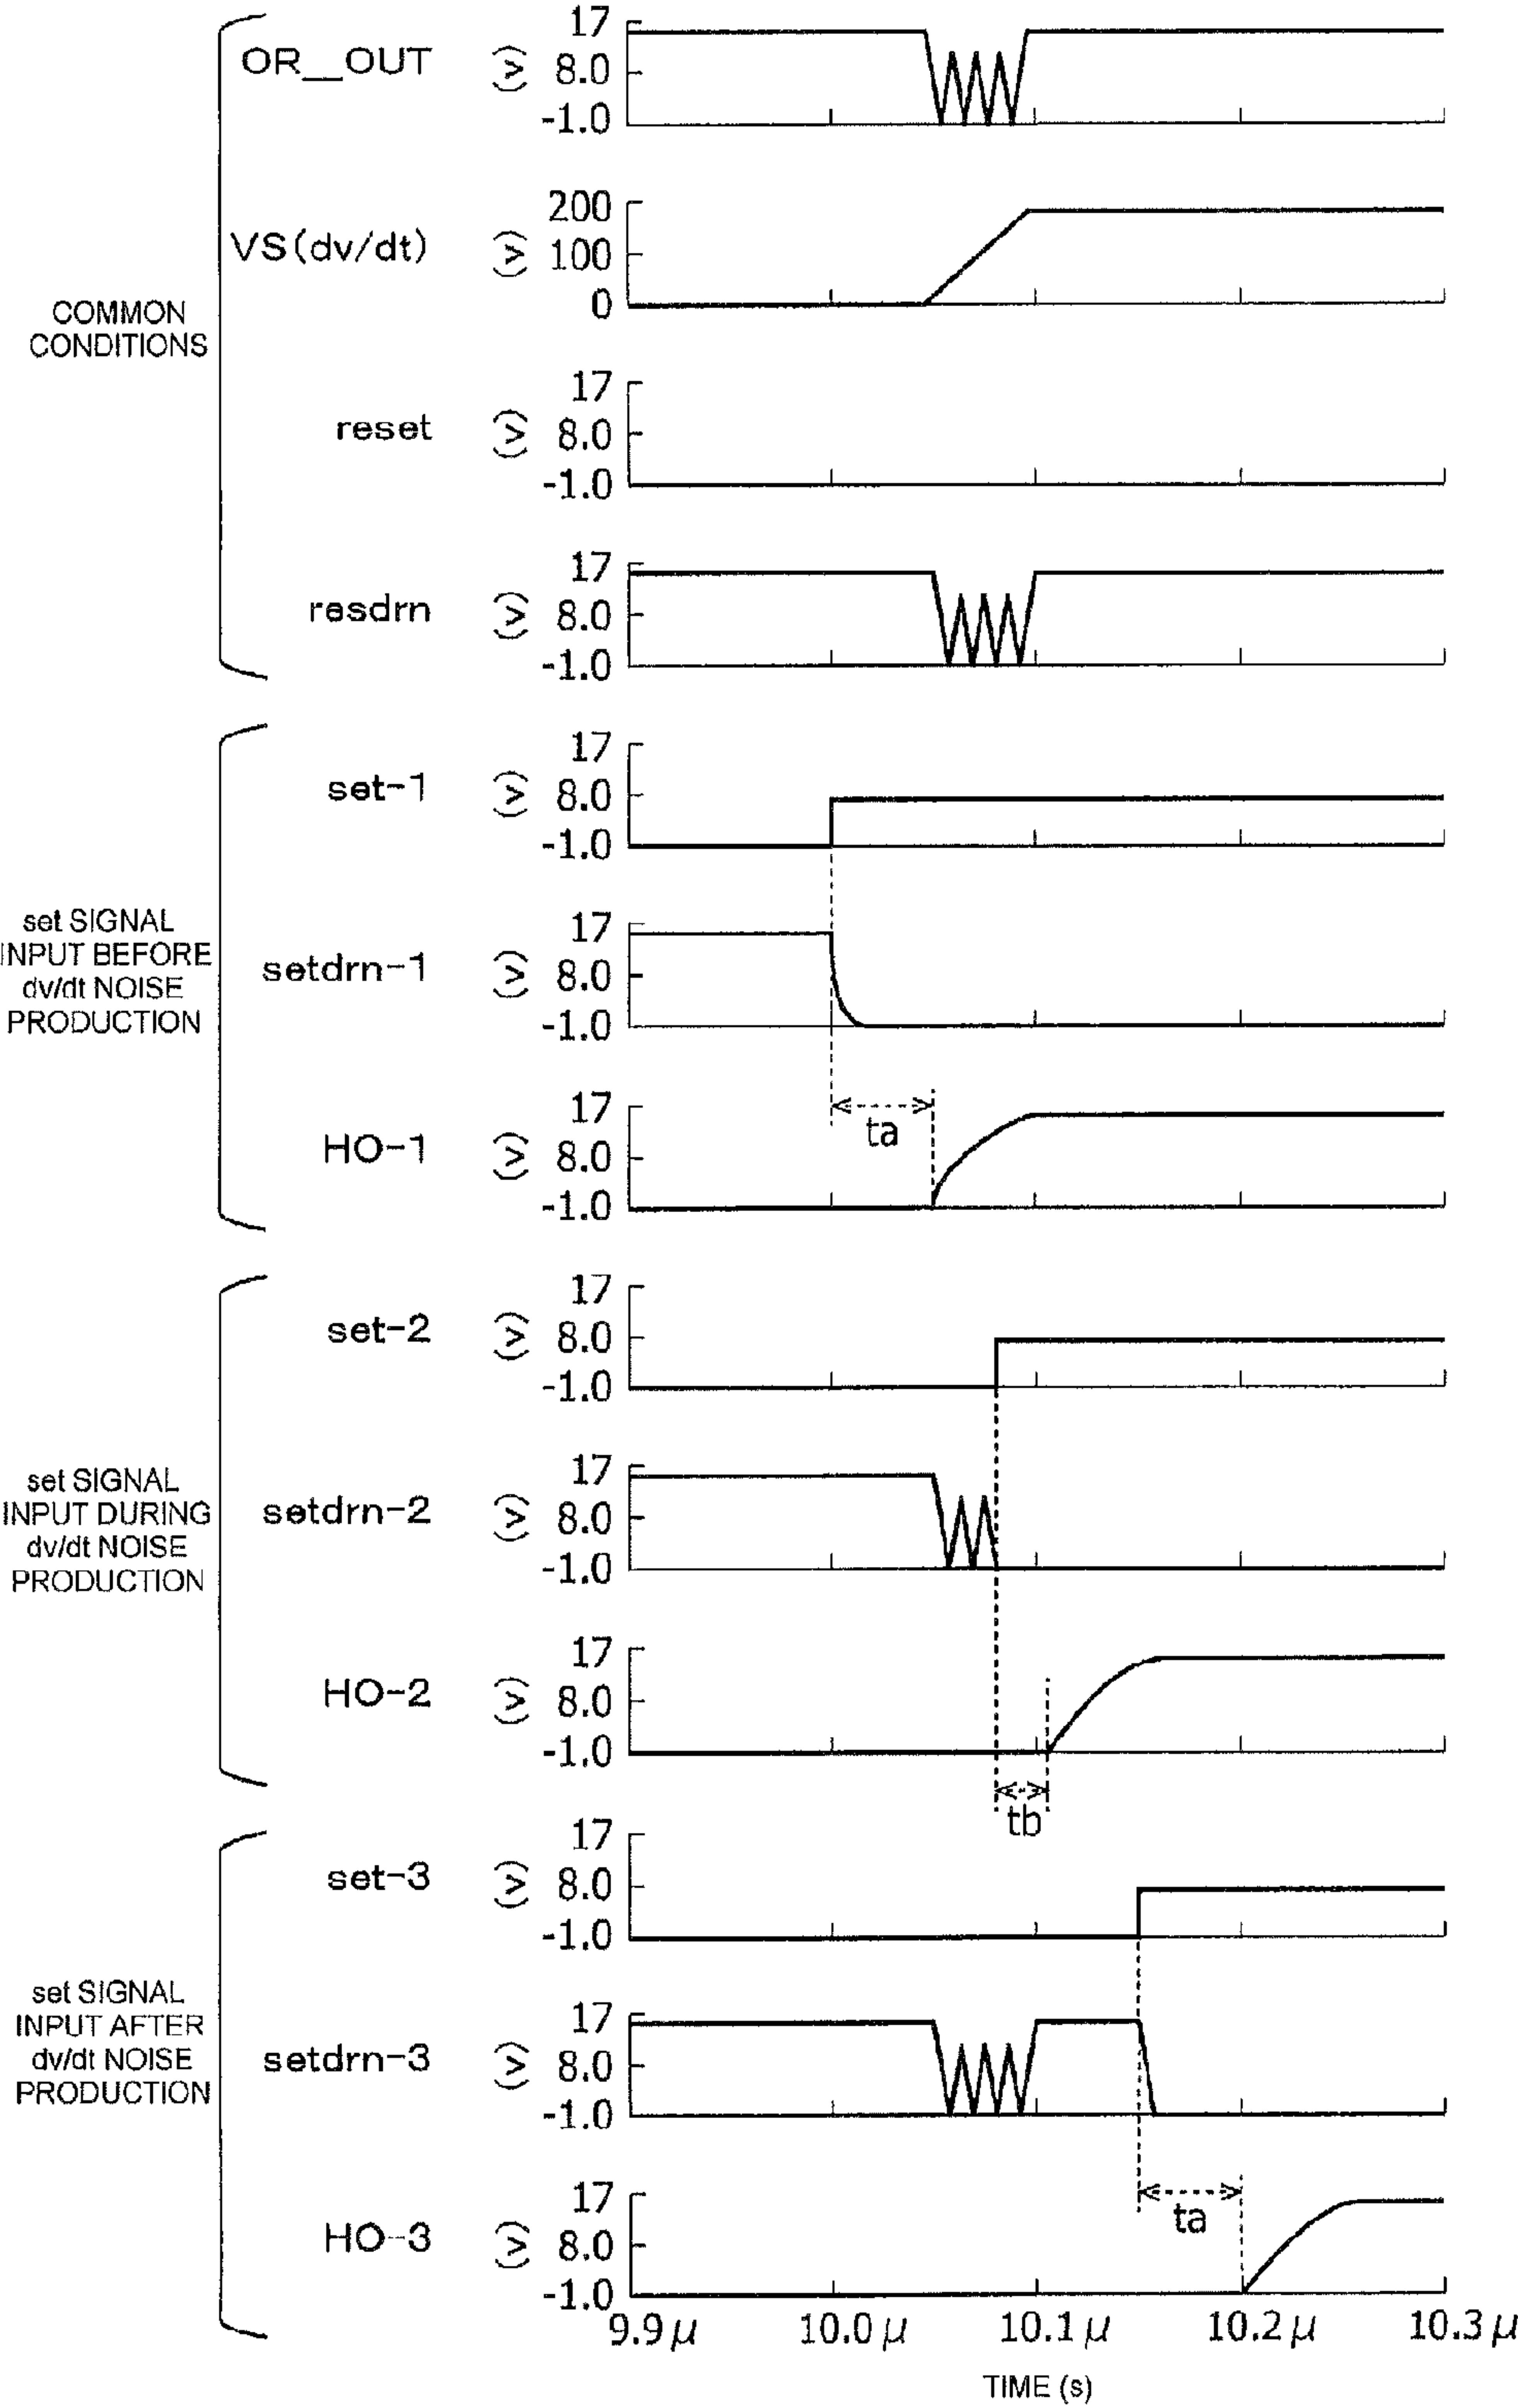 COMMON
CONDITIONS
OR__OUT (V) 17 8.0 -1.0
VS(dv/dt) (V) 200 100 0
reset (V) 17 8.0 -1.0
resdrn (V) 17 8.0 -1.0
set SIGNAL
INPUT BEFORE
dv/dt NOISE
PRODUCTION
set-1 (V) 17 8.0 -1.0
setdrn-1 (V) 17 8.0 -1.0
HO-1 (V) 17 8.0 -1.0
ta
set SIGNAL
INPUT DURING
dv/dt NOISE
PRODUCTION
set-2 (V) 17 8.0 -1.0
setdrn-2 (V) 17 8.0 -1.0
HO-2 (V) 17 8.0 -1.0
tb
set SIGNAL
INPUT AFTER
dv/dt NOISE
PRODUCTION
set-3 (V) 17 8.0 -1.0
setdrn-3 (V) 17 8.0 -1.0
HO-3 (V) 17 8.0 -1.0
ta
9.9μ 10.0μ 10.1μ 10.2μ 10.3μ
TIME (s)